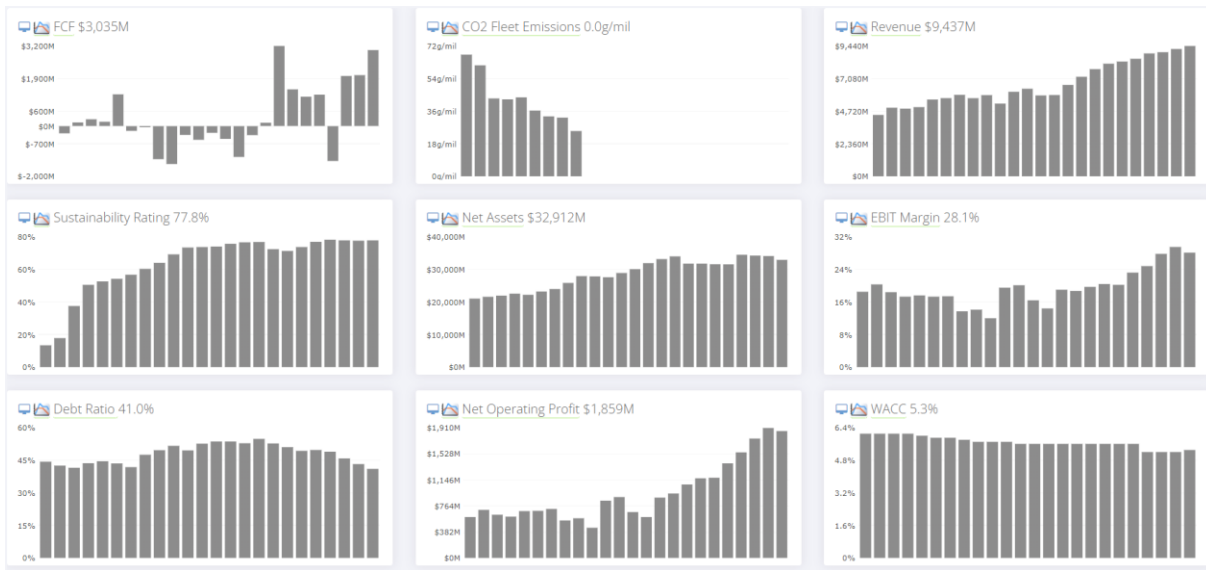 FCF $3,035M
$3,200M
$1,900M
$600M
$0M
$-700M
$-2,000M
CO2 Fleet Emissions 0.0g/mil
72g/mil
54g/mil
36g/mil
18g/mil
0g/mil
Revenue $9,437M
$9,440M
$7,080M
$4,720M
$2,360M
$0M
Sustainability Rating 77.8%
80%
60%
40%
20%
0%
Net Assets $32,912M
$40,000M
$30,000M
$20,000M
$10,000M
$0M
EBIT Margin 28.1%
32%
24%
16%
8%
0%
Debt Ratio 41.0%
60%
45%
30%
15%
0%
Net Operating Profit $1,859M
$1,910M
$1,528M
$1,146M
$764M
$382M
$0M
WACC 5.3%
6.4%
4.8%
3.2%
1.6%
0%